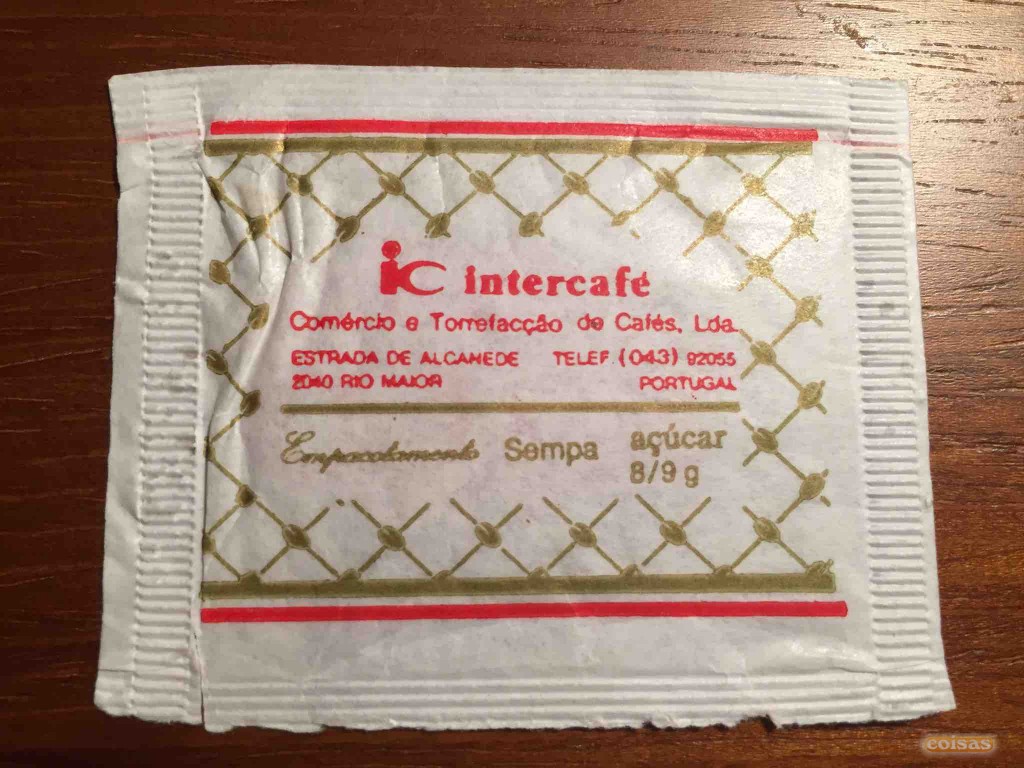 ic intercafé
Comércio e Torrefacção de Cafés, Lda.
ESTRADA DE ALCANEDE TELEF. (043) 92055
2040 RIO MAIOR PORTUGAL
Empacotamento Sempa açúcar
8/9 g
coisas